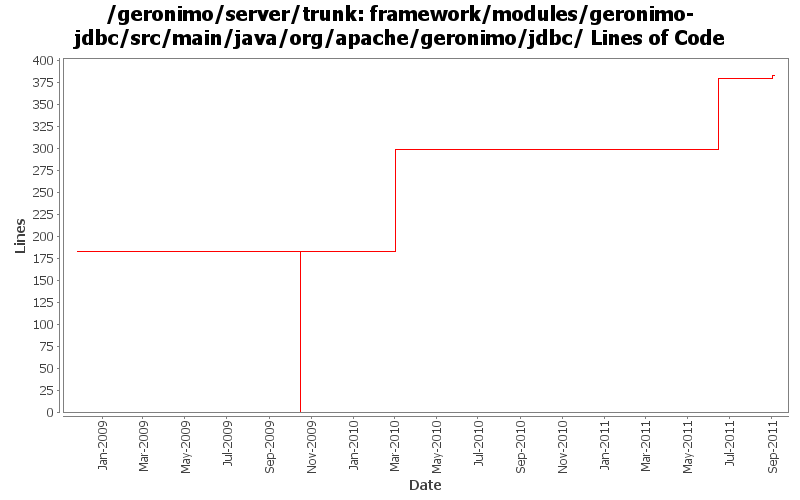 /geronimo/server/trunk: framework/modules/geronimo-
jdbc/src/main/java/org/apache/geronimo/jdbc/ Lines of Code
Lines
400
375
350
325
300
275
250
225
200
175
150
125
100
75
50
25
0
Jan-2009
Mar-2009
May-2009
Jul-2009
Sep-2009
Nov-2009
Jan-2010
Mar-2010
May-2010
Jul-2010
Sep-2010
Nov-2010
Jan-2011
Mar-2011
May-2011
Jul-2011
Sep-2011
Date